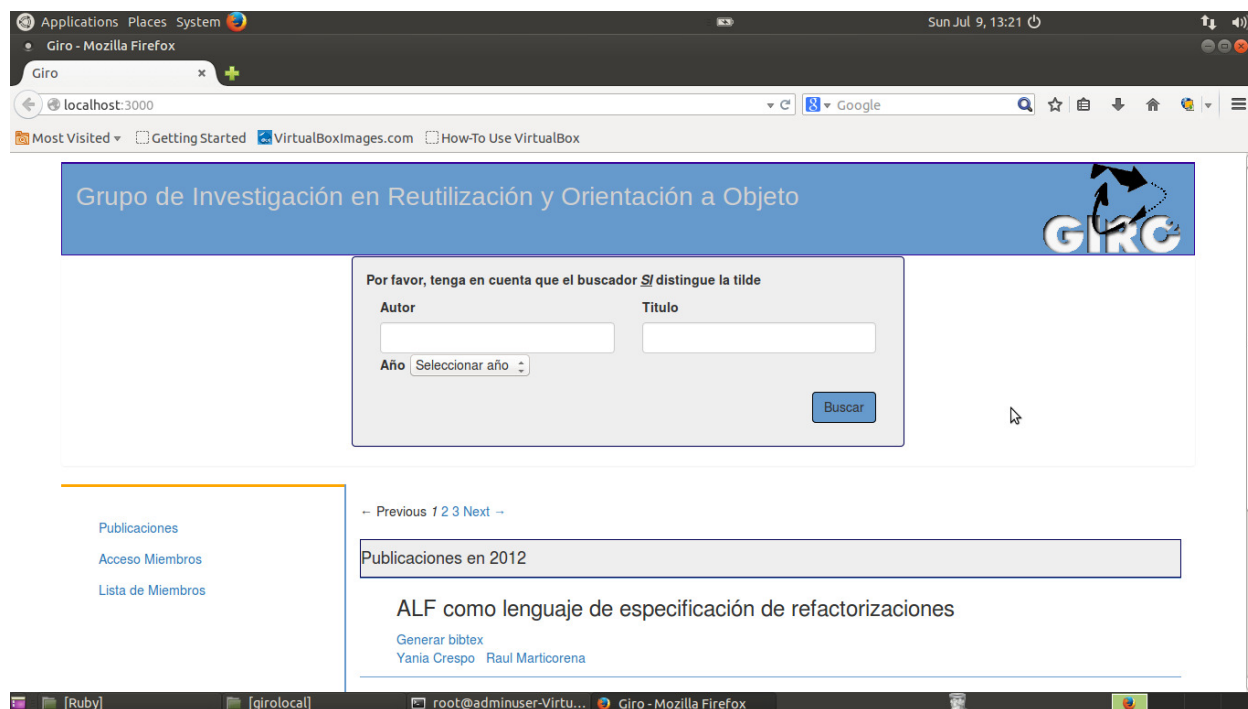 Applications Places System Sun Jul 9, 13:21
Giro - Mozilla Firefox
Giro
localhost:3000 Google
Most Visited Getting Started VirtualBoxImages.com How-To Use VirtualBox
Grupo de Investigación en Reutilización y Orientación a Objeto
GIRO
Por favor, tenga en cuenta que el buscador SI distingue la tilde
Autor Titulo
Año Seleccionar año
Buscar
← Previous 1 2 3 Next →
Publicaciones
Acceso Miembros
Lista de Miembros
Publicaciones en 2012
ALF como lenguaje de especificación de refactorizaciones
Generar bibtex
Yania Crespo Raul Marticorena
[Ruby] [girolocal] root@adminuser-Virtu... Giro - Mozilla Firefox